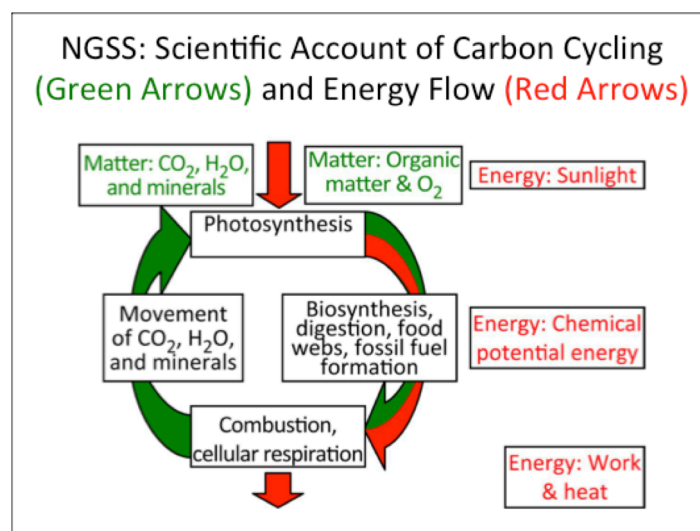 NGSS: Scientific Account of Carbon Cycling
(Green Arrows) and Energy Flow (Red Arrows)
Matter: CO₂, H₂O,
and minerals
Matter: Organic
matter & O₂
Energy: Sunlight
Photosynthesis
Movement
of CO₂, H₂O,
and minerals
Biosynthesis,
digestion, food
webs, fossil fuel
formation
Energy: Chemical
potential energy
Combustion,
cellular respiration
Energy: Work
& heat